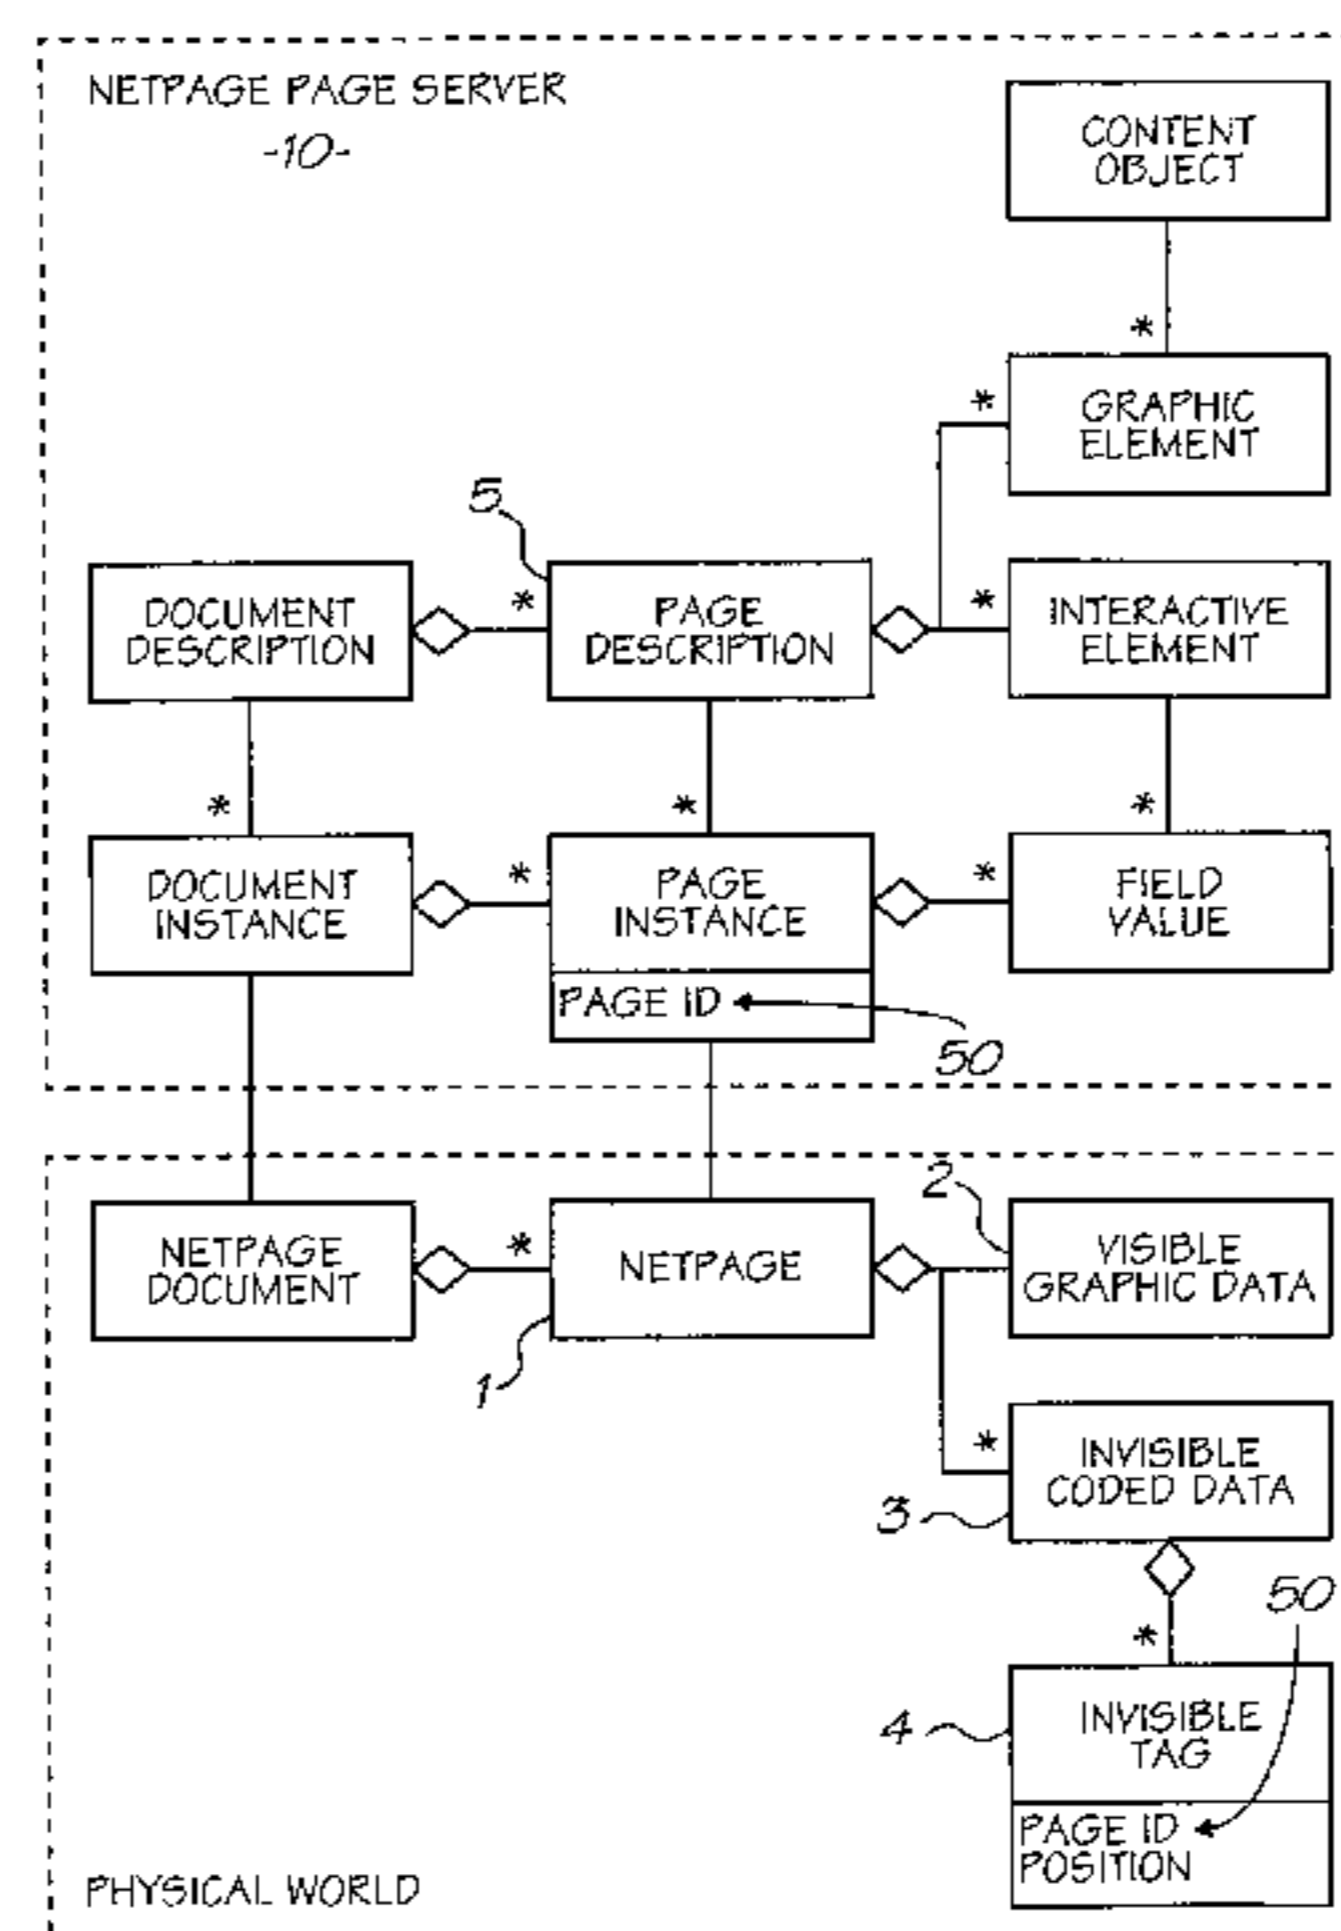 NETPAGE PAGE SERVER
-10-
CONTENT
OBJECT
*
*
GRAPHIC
ELEMENT
5
DOCUMENT
DESCRIPTION
*
PAGE
DESCRIPTION
*
INTERACTIVE
ELEMENT
*
*
*
DOCUMENT
INSTANCE
*
PAGE
INSTANCE
*
FIELD
VALUE
PAGE ID
50
2
NETPAGE
DOCUMENT
*
NETPAGE
VISIBLE
GRAPHIC DATA
1
*
INVISIBLE
CODED DATA
3
50
*
4
INVISIBLE
TAG
PAGE ID
POSITION
PHYSICAL WORLD